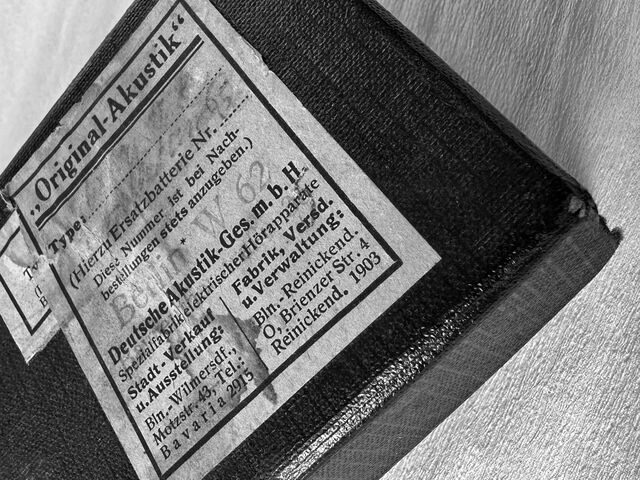 „Original-Akustik“
Type:
(Hierzu Ersatzbatterie Nr.
Diese Nummer ist bei Nach-
bestellungen stets anzugeben.)
Berlin W 62
Deutsche Akustik-Ges. m. b. H.
Spezialfabrik elektrischer Hörapparate
Stadt-Verkauf
u. Ausstellung:
Bln.-Wilmersdf.,
Motzstr. 43, Tel.:
Bavaria 2915
Fabrik, Versd.
u. Verwaltung:
Bln.-Reinickend.
O, Brienzer Str. 4
Reinickend. 1903